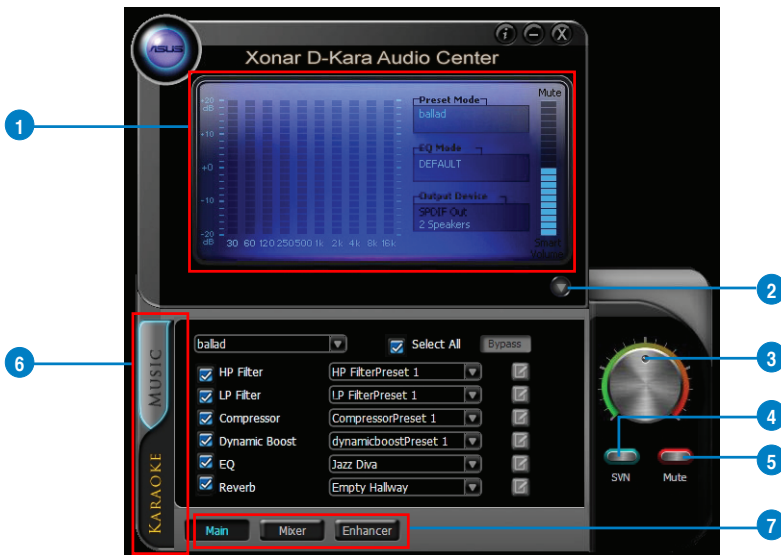 ASUS
Xonar D-Kara Audio Center
i – X
+20 dB
+10
+0
-10
-20 dB
30 60 120 250 500 1k 2k 4k 8k 16k
Preset Mode
ballad
EQ Mode
DEFAULT
Output Device
SPDIF Out
2 Speakers
Mute
Smart Volume
1
2
MUSIC
KARAOKE
ballad
Select All
Bypass
HP Filter
HP FilterPreset 1
LP Filter
LP FilterPreset 1
Compressor
CompressorPreset 1
Dynamic Boost
dynamicboostPreset 1
EQ
Jazz Diva
Reverb
Empty Hallway
Main
Mixer
Enhancer
SVN
Mute
3
4
5
6
7